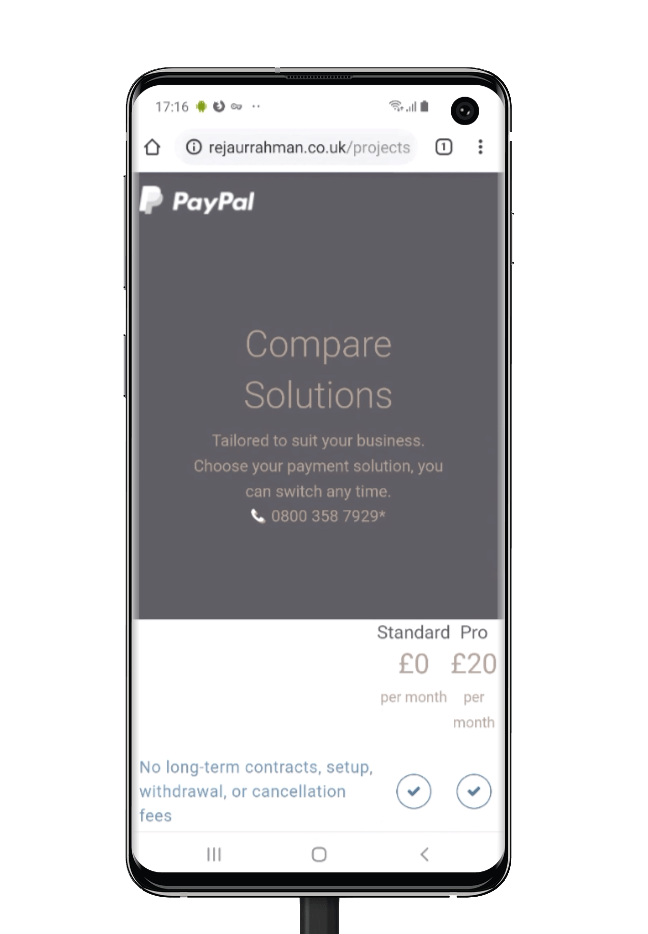 17:16
rejaurrahman.co.uk/projects
1
PayPal
Compare
Solutions
Tailored to suit your business.
Choose your payment solution, you
can switch any time.
0800 358 7929*
Standard Pro
£0 £20
per month per
month
No long-term contracts, setup,
withdrawal, or cancellation
fees